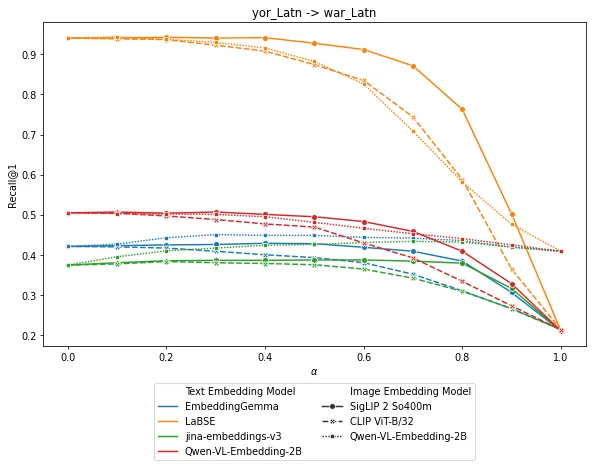 yor_Latn -> war_Latn
Recall@1
0.9
0.8
0.7
0.6
0.5
0.4
0.3
0.2
0.0 0.2 0.4 0.6 0.8 1.0
α
Text Embedding Model Image Embedding Model
EmbeddingGemma SigLIP 2 So400m
LaBSE CLIP ViT-B/32
jina-embeddings-v3 Qwen-VL-Embedding-2B
Qwen-VL-Embedding-2B